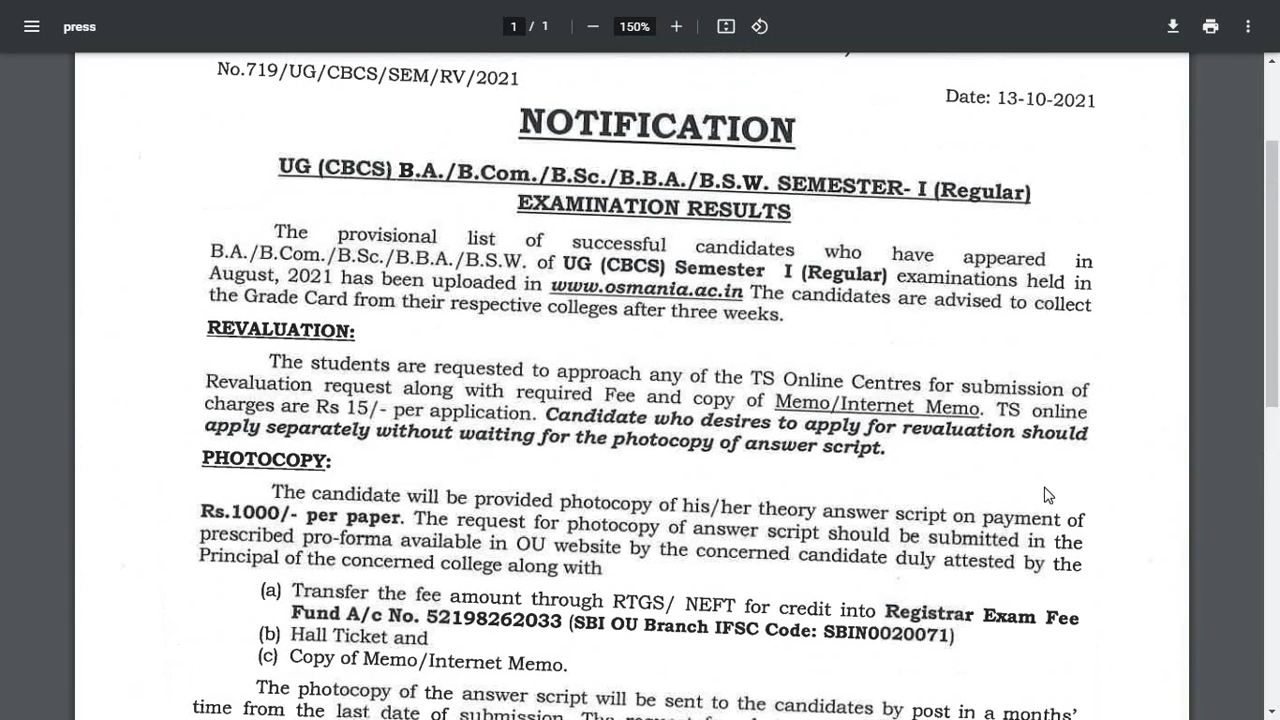 press
1 / 1
150%
No.719/UG/CBCS/SEM/RV/2021
Date: 13-10-2021
NOTIFICATION
UG (CBCS) B.A./B.Com./B.Sc./B.B.A./B.S.W. SEMESTER- I (Regular)
EXAMINATION RESULTS
The provisional list of successful candidates who have appeared in
B.A./B.Com./B.Sc./B.B.A./B.S.W. of UG (CBCS) Semester I (Regular) examinations held in
August, 2021 has been uploaded in www.osmania.ac.in The candidates are advised to collect
the Grade Card from their respective colleges after three weeks.
REVALUATION:
The students are requested to approach any of the TS Online Centres for submission of
Revaluation request along with required Fee and copy of Memo/Internet Memo. TS online
charges are Rs 15/- per application. Candidate who desires to apply for revaluation should
apply separately without waiting for the photocopy of answer script.
PHOTOCOPY:
The candidate will be provided photocopy of his/her theory answer script on payment of
Rs.1000/- per paper. The request for photocopy of answer script should be submitted in the
prescribed pro-forma available in OU website by the concerned candidate duly attested by the
Principal of the concerned college along with
(a) Transfer the fee amount through RTGS/ NEFT for credit into Registrar Exam Fee
Fund A/c No. 52198262033 (SBI OU Branch IFSC Code: SBIN0020071)
(b) Hall Ticket and
(c) Copy of Memo/Internet Memo.
The photocopy of the answer script will be sent to the candidates by post in a months'
time from the last date of submission. The